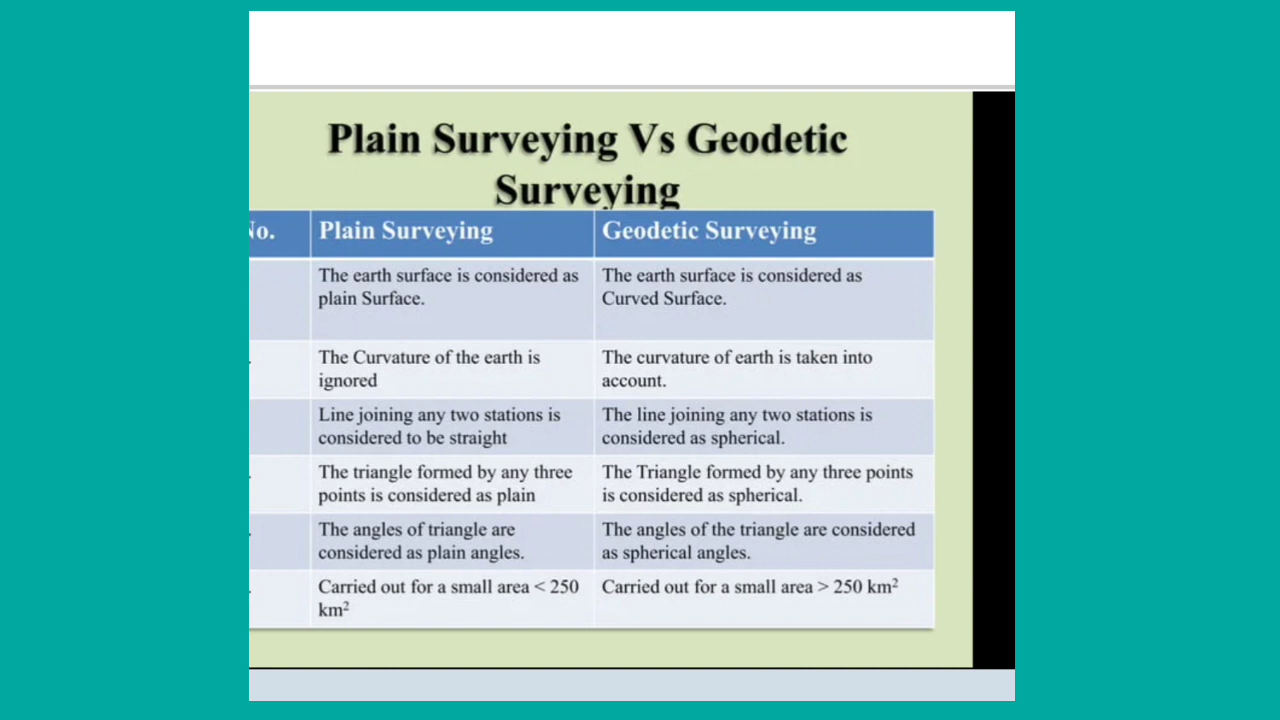 Plain Surveying Vs Geodetic
Surveying
No. Plain Surveying Geodetic Surveying
The earth surface is considered as
plain Surface.
The earth surface is considered as
Curved Surface.
The Curvature of the earth is
ignored
The curvature of earth is taken into
account.
Line joining any two stations is
considered to be straight
The line joining any two stations is
considered as spherical.
The triangle formed by any three
points is considered as plain
The Triangle formed by any three points
is considered as spherical.
The angles of triangle are
considered as plain angles.
The angles of the triangle are considered
as spherical angles.
Carried out for a small area < 250
km²
Carried out for a small area > 250 km²